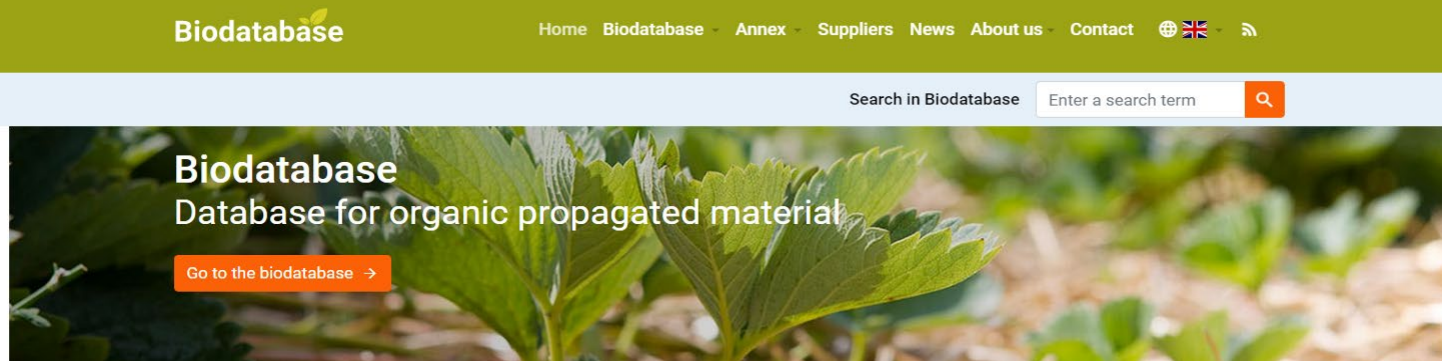 Biodatabase
Home Biodatabase Annex Suppliers News About us Contact
Search in Biodatabase Enter a search term
Biodatabase
Database for organic propagated material
Go to the biodatabase →